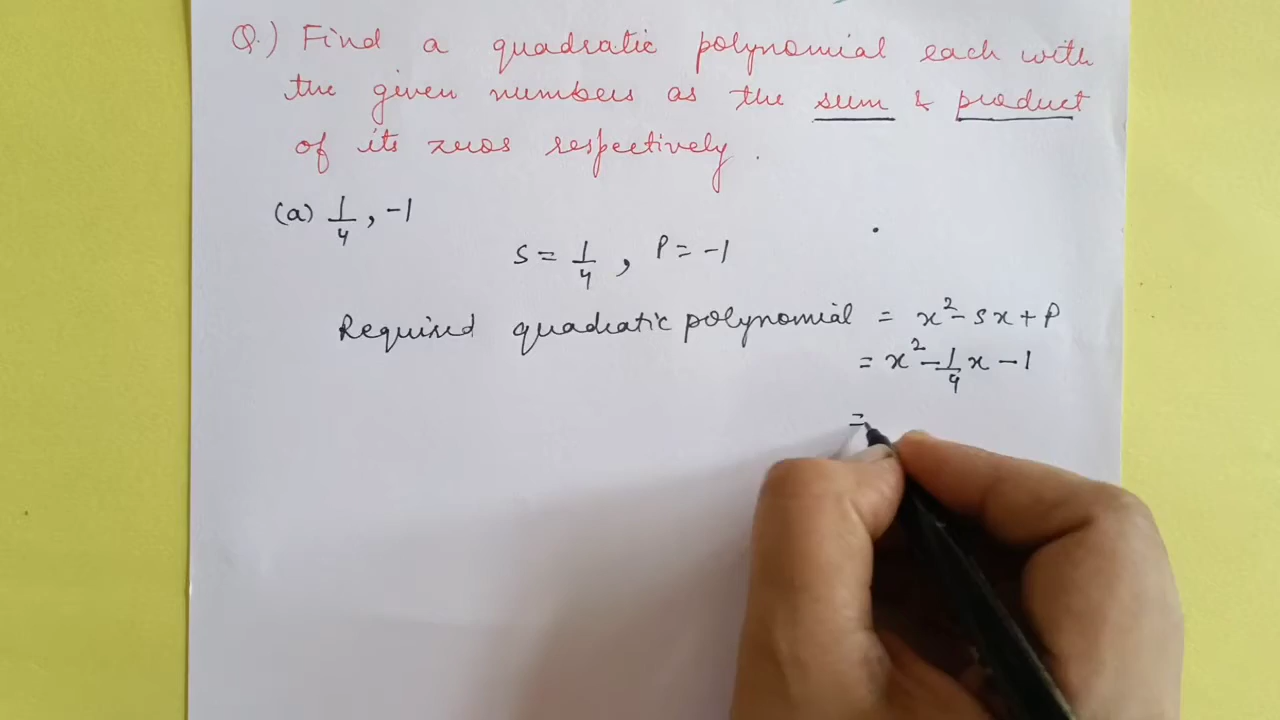 Q.) Find a quadratic polynomial each with
the given numbers as the sum & product
of its zeros respectively.
(a) 1/4, -1
S = 1/4, P = -1
Required quadratic polynomial = x² - Sx + P
= x² - 1/4 x - 1
=